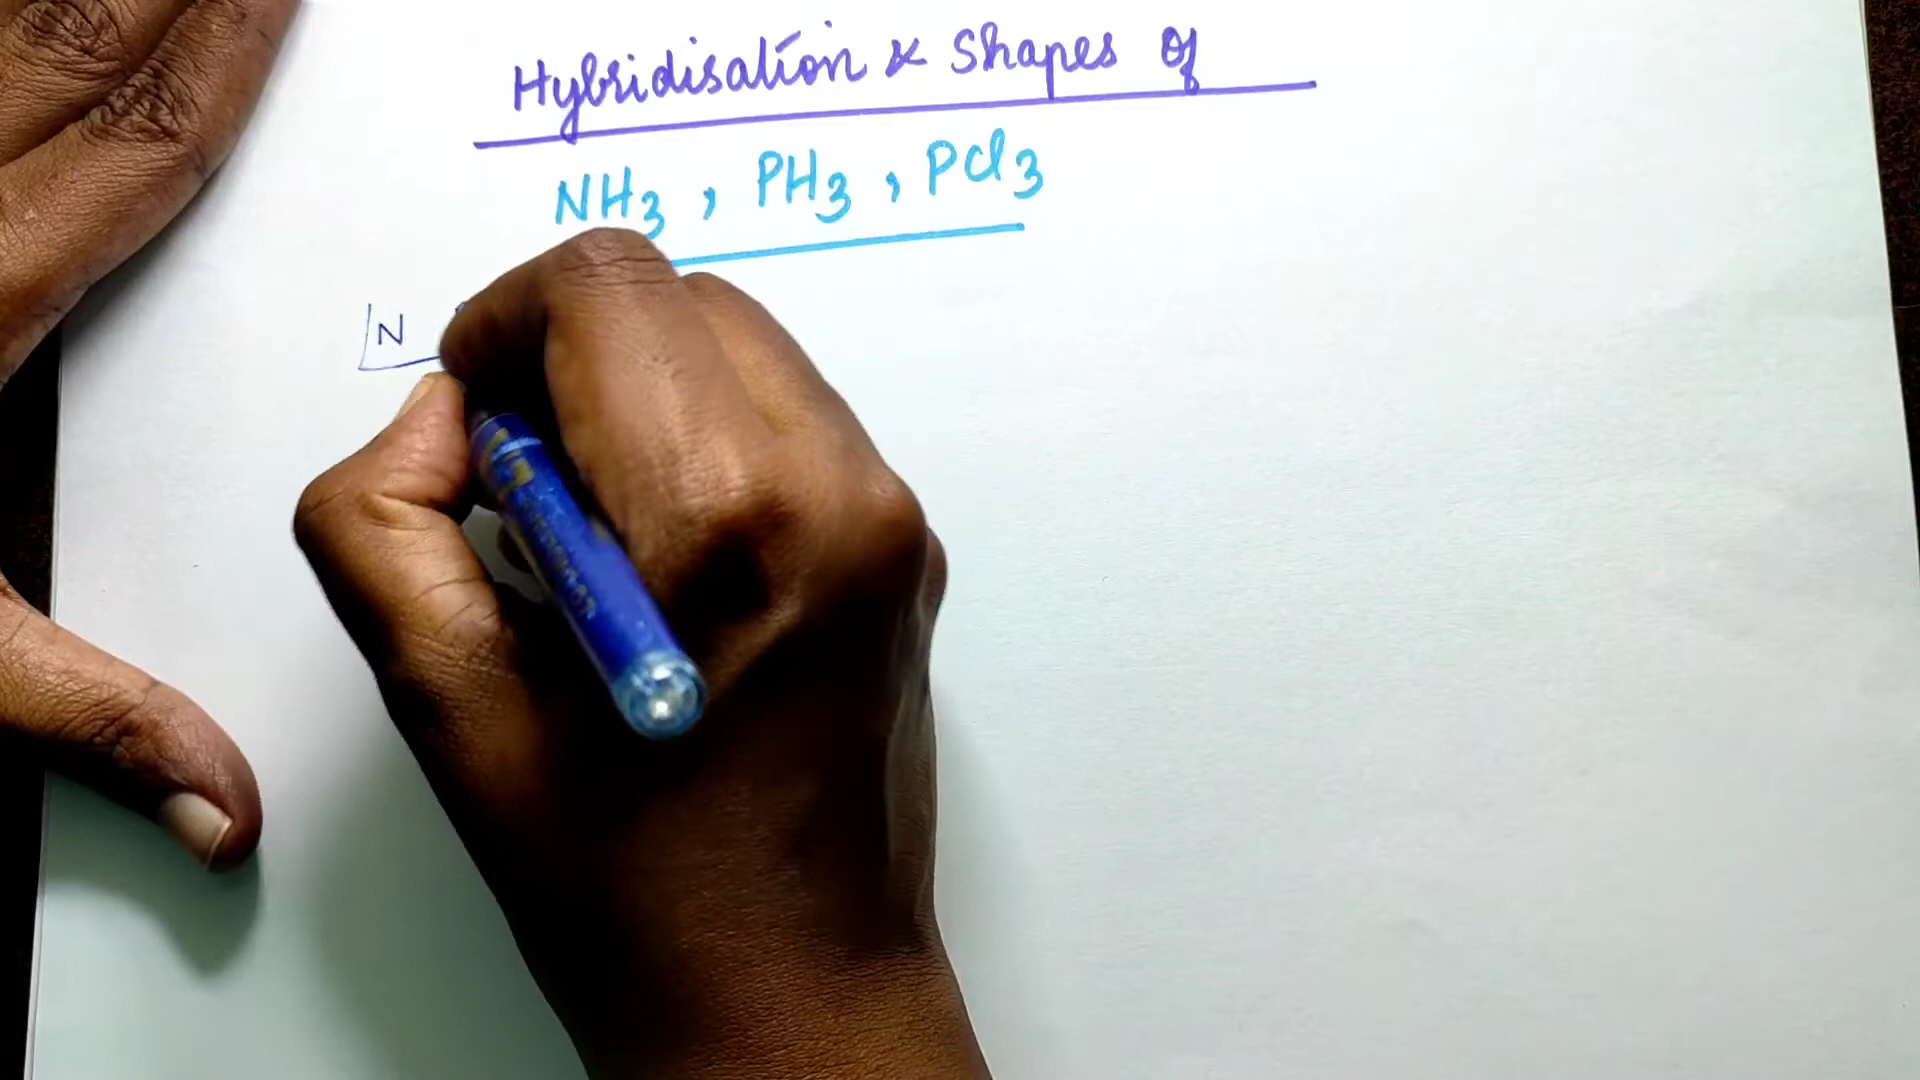 Hybridisation & Shapes of
NH3, PH3, PCl3
N